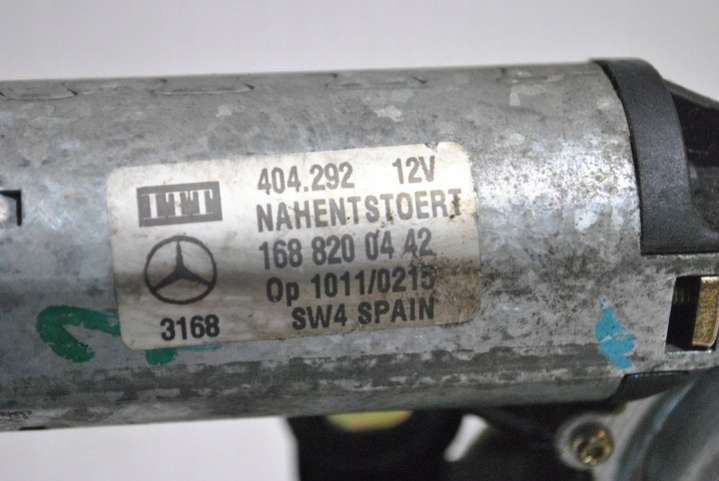 ITT
404.292 12V
NAHENTSTOERT
168 820 04 42
Op 1011/0215
3168
SW4 SPAIN